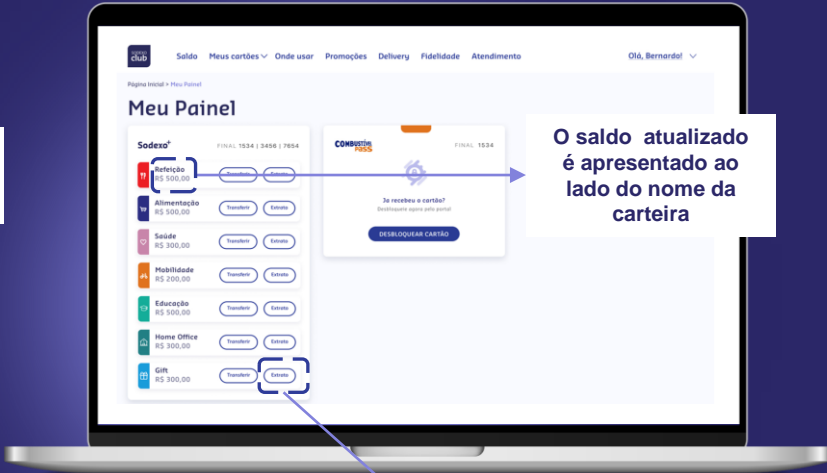 sodexo
club
Saldo Meus cartões Onde usar Promoções Delivery Fidelidade Atendimento Olá, Bernardo!
Página Inicial > Meu Painel
Meu Painel
Sodexo+ FINAL 1534 | 3456 | 7654
Refeição
R$ 500,00
Transferir Extrato
Alimentação
R$ 500,00
Transferir Extrato
Saúde
R$ 300,00
Transferir Extrato
Mobilidade
R$ 200,00
Transferir Extrato
Educação
R$ 500,00
Transferir Extrato
Home Office
R$ 300,00
Transferir Extrato
Gift
R$ 300,00
Transferir Extrato
COMBUSTÍVEL
PASS
FINAL 1534
Já recebeu o cartão?
Desbloqueie agora pelo portal
DESBLOQUEAR CARTÃO
O saldo atualizado
é apresentado ao
lado do nome da
carteira